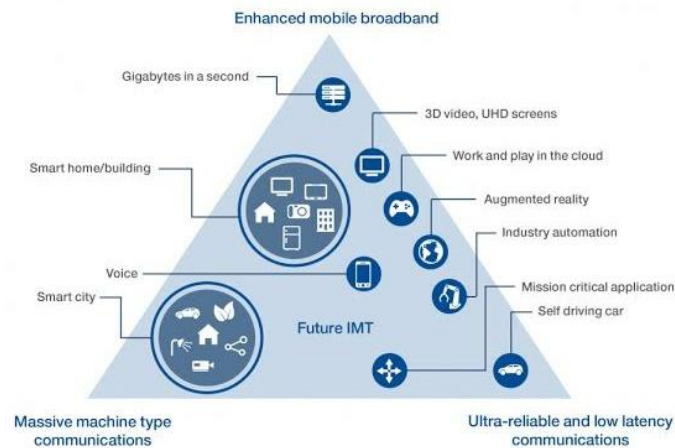 Enhanced mobile broadband
Gigabytes in a second
3D video, UHD screens
Work and play in the cloud
Smart home/building
Augmented reality
Industry automation
Voice
Mission critical application
Smart city
Self driving car
Future IMT
Massive machine type
communications
Ultra-reliable and low latency
communications